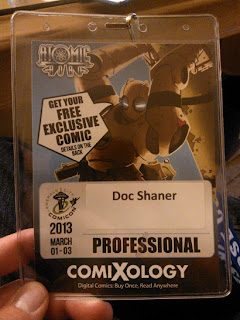 ATOMIC
ROBO
GET YOUR
FREE
EXCLUSIVE
COMIC
DETAILS ON THE
BACK
Doc Shaner
COMICON
2013
MARCH
01-03
PROFESSIONAL
COMIXOLOGY
Digital Comics: Buy Once, Read Anywhere